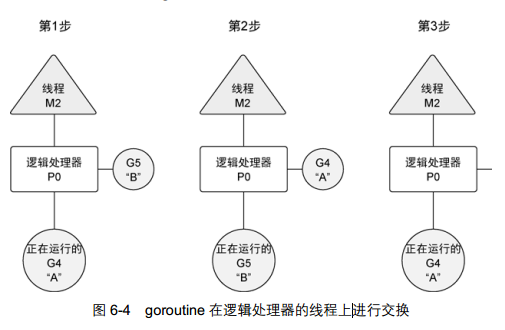 第1步
第2步
第3步
线程
M2
线程
M2
线程
M2
逻辑处理器
P0
G5
“B”
逻辑处理器
P0
G4
“A”
逻辑处理器
P0
正在运行的
G4
“A”
正在运行的
G5
“B”
正在运行的
G4
“A”
图 6-4 goroutine 在逻辑处理器的线程上进行交换